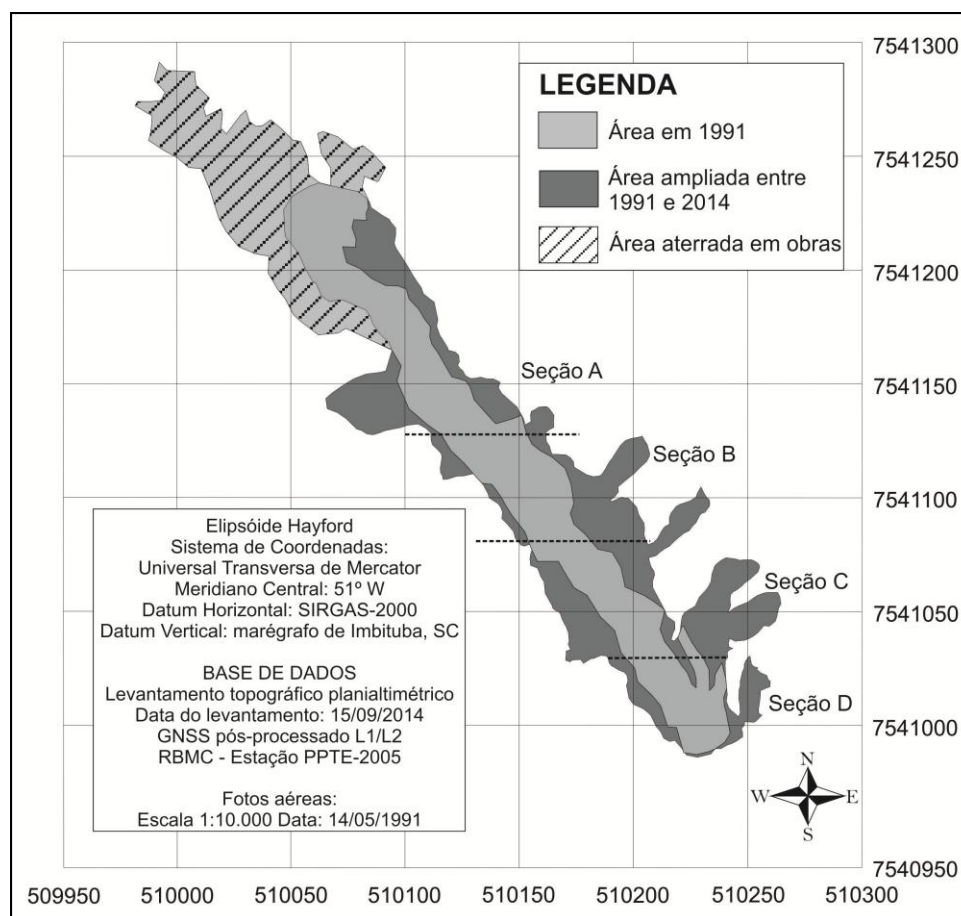 7541300
LEGENDA
Área em 1991
Área ampliada entre
1991 e 2014
Área aterrada em obras
7541250
7541200
Seção A
7541150
Seção B
7541100
Elipsóide Hayford
Sistema de Coordenadas:
Universal Transversa de Mercator
Meridiano Central: 51º W
Datum Horizontal: SIRGAS-2000
Datum Vertical: marégrafo de Imbituba, SC
Seção C
7541050
BASE DE DADOS
Levantamento topográfico planialtimétrico
Data do levantamento: 15/09/2014
GNSS pós-processado L1/L2
RBMC - Estação PPTE-2005
Seção D
7541000
Fotos aéreas:
Escala 1:10.000 Data: 14/05/1991
N
W E
S
7540950
509950 510000 510050 510100 510150 510200 510250 510300